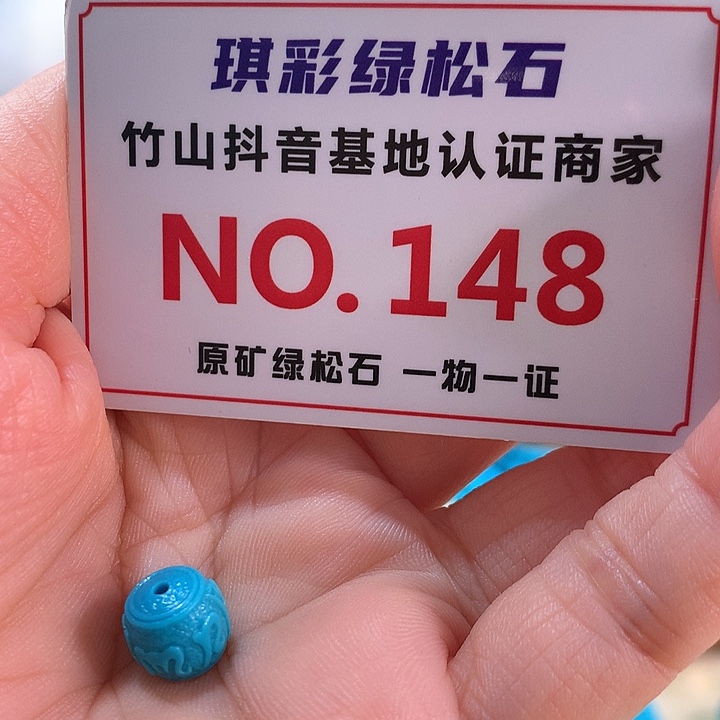 琪彩绿松石
竹山抖音基地认证商家
NO.148
原矿绿松石 一物一证